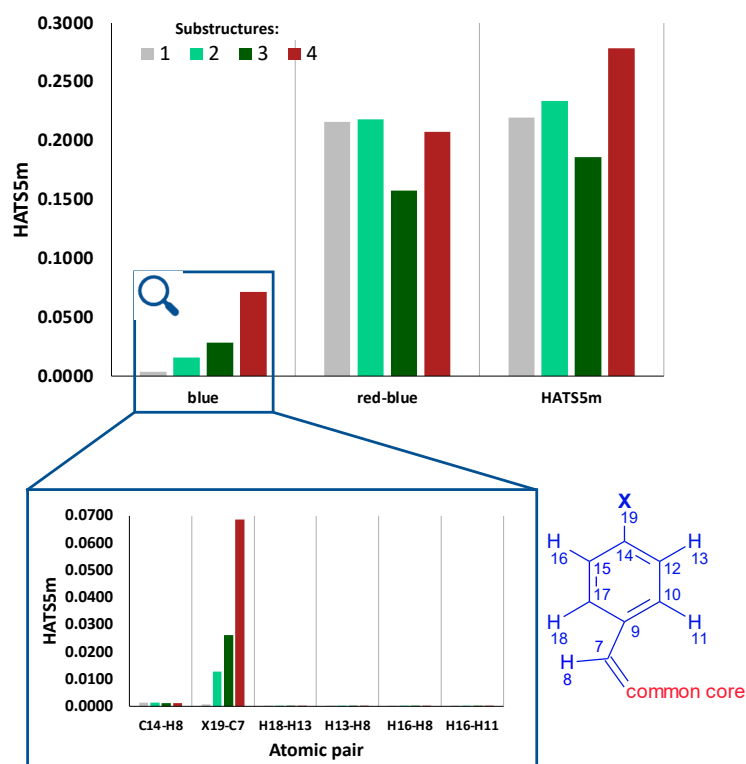 Substructures:
1 2 3 4
HATS5m
0.3000
0.2500
0.2000
0.1500
0.1000
0.0500
0.0000
blue red-blue HATS5m
HATS5m
0.0700
0.0600
0.0500
0.0400
0.0300
0.0200
0.0100
0.0000
C14-H8 X19-C7 H18-H13 H13-H8 H16-H8 H16-H11
Atomic pair
X
19
H H
16 14 13
15 12
17 10
H H
18 9 11
7
H
8
common core